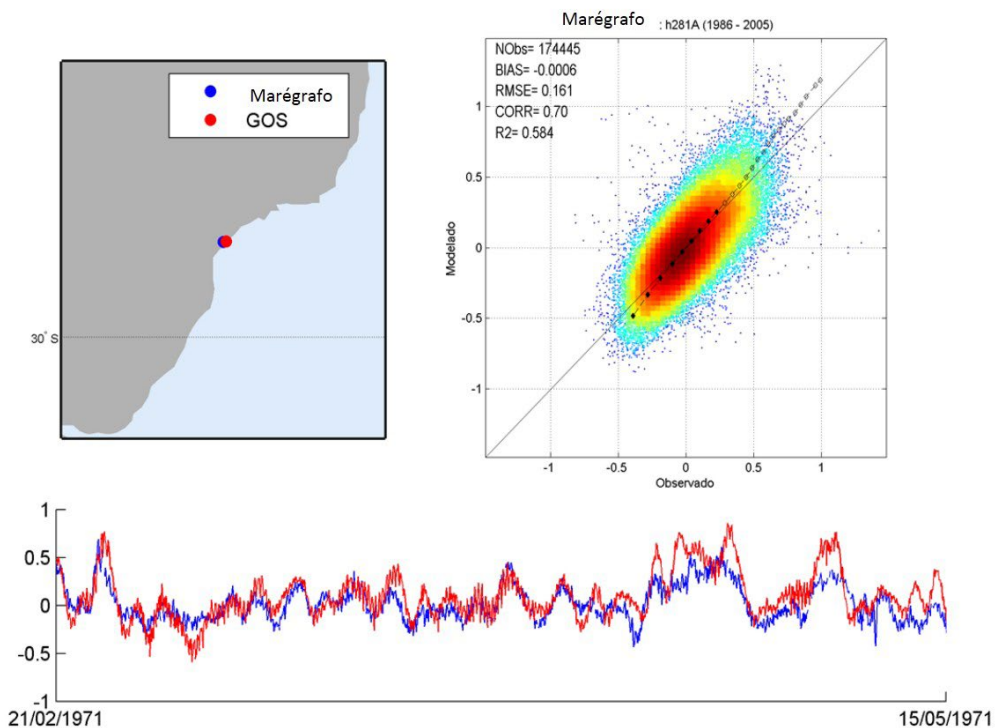 Marégrafo
GOS
30° S
Marégrafo : h281A (1986 - 2005)
NObs= 174445
BIAS= -0.0006
RMSE= 0.161
CORR= 0.70
R2= 0.584
1
0.5
0
-0.5
-1
Modelado
-1
-0.5
0
0.5
1
Observado
1
0.5
0
-0.5
-1
21/02/1971
15/05/1971